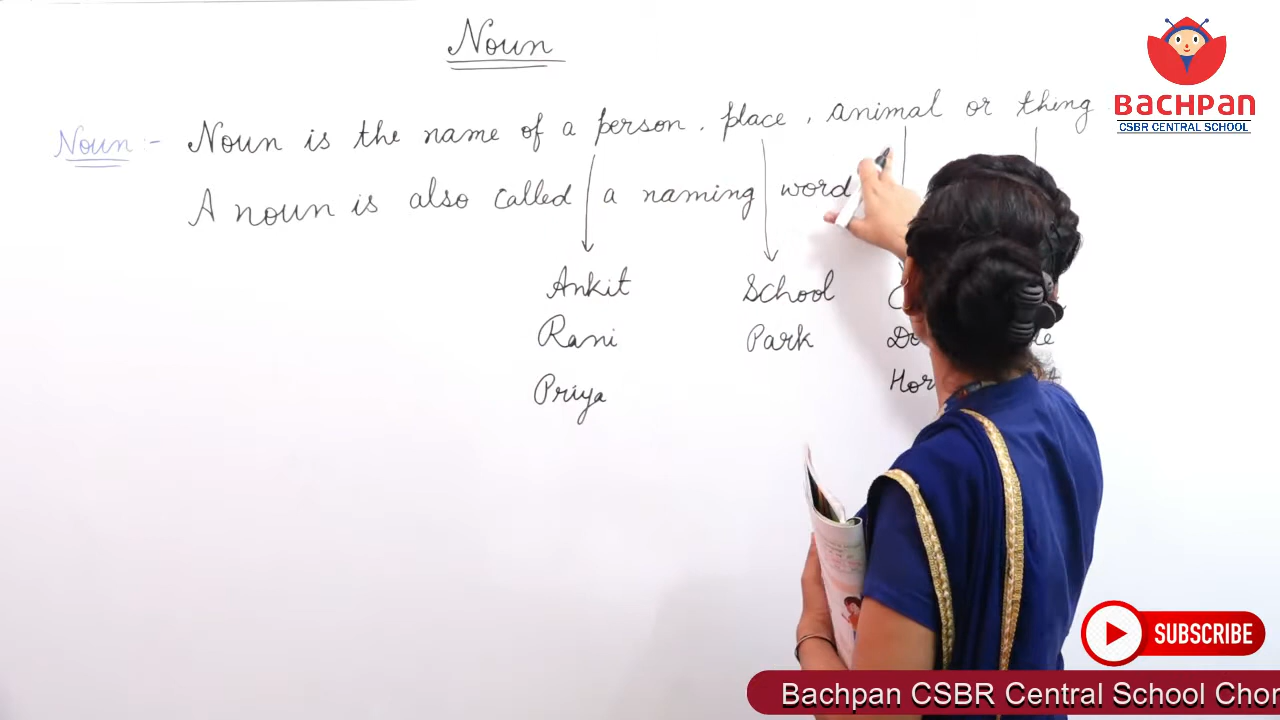 Noun
Noun :- Noun is the name of a person, place, animal or thing
A noun is also called a naming word
Ankit School
Rani Park
Priya
BACHPAN
CSBR CENTRAL SCHOOL
SUBSCRIBE
Bachpan CSBR Central School Chor